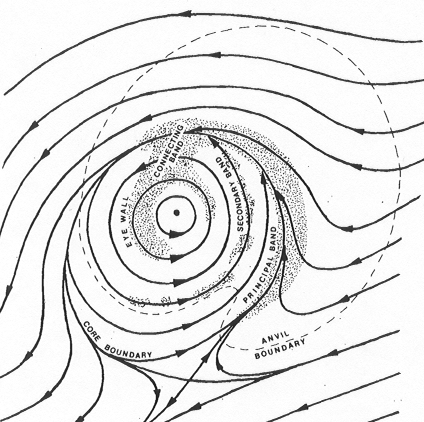 CONNECTING
BAND
EYE WALL
SECONDARY BAND
PRINCIPAL BAND
CORE BOUNDARY
ANVIL
BOUNDARY